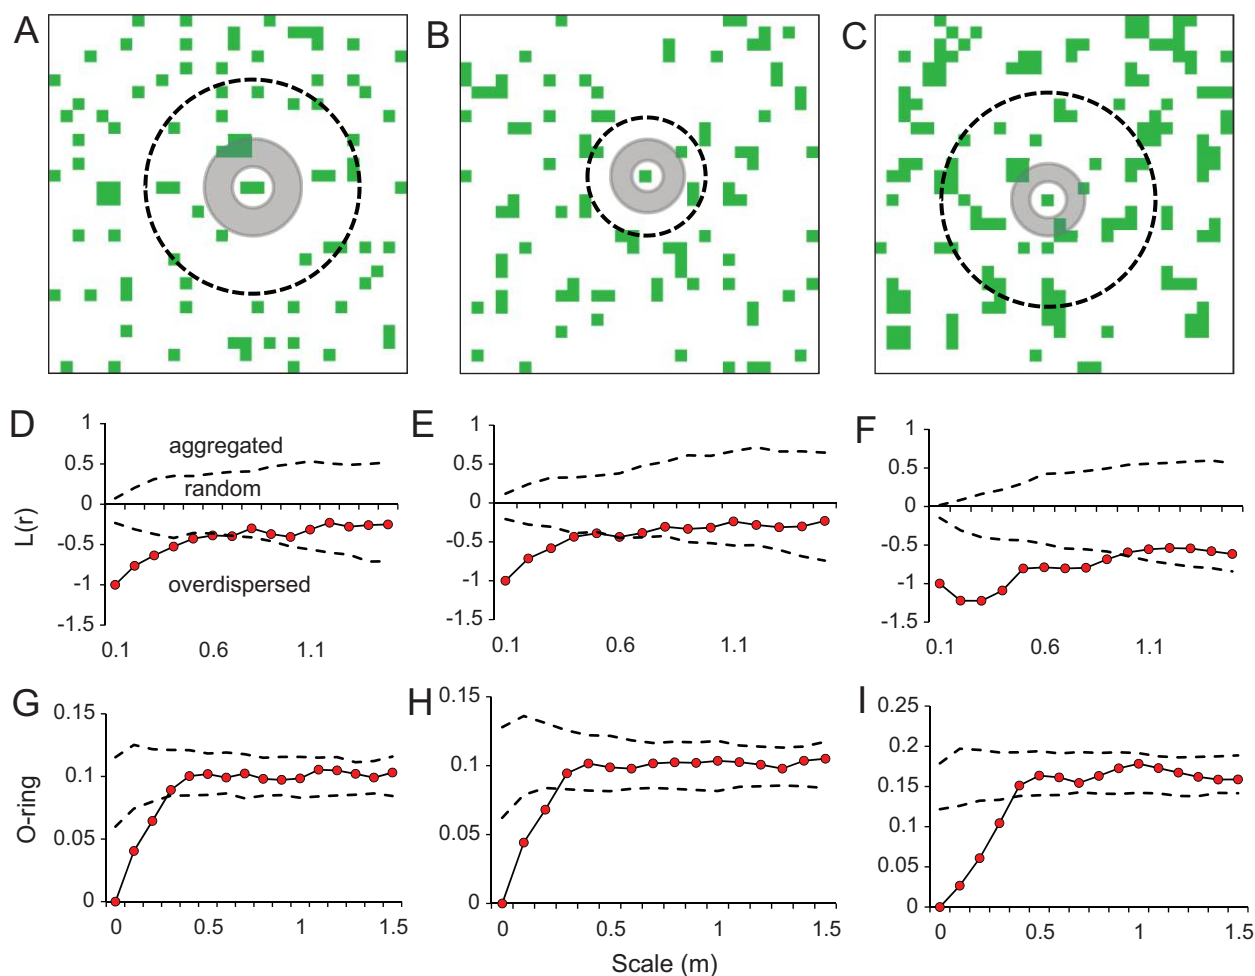 A B C
D E F
1 1 1
aggregated
0.5 0.5 0.5
random
0 0 0
L(r)
-0.5 -0.5 -0.5
overdispersed
-1 -1 -1
-1.5 -1.5 -1.5
0.1 0.6 1.1 0.1 0.6 1.1 0.1 0.6 1.1
G H I
0.15 0.15 0.25
0.2
0.1 0.1 0.15
O-ring
0.05 0.05 0.1
0.05
0 0 0
0 0.5 1 1.5 0 0.5 1 1.5 0 0.5 1 1.5
Scale (m)